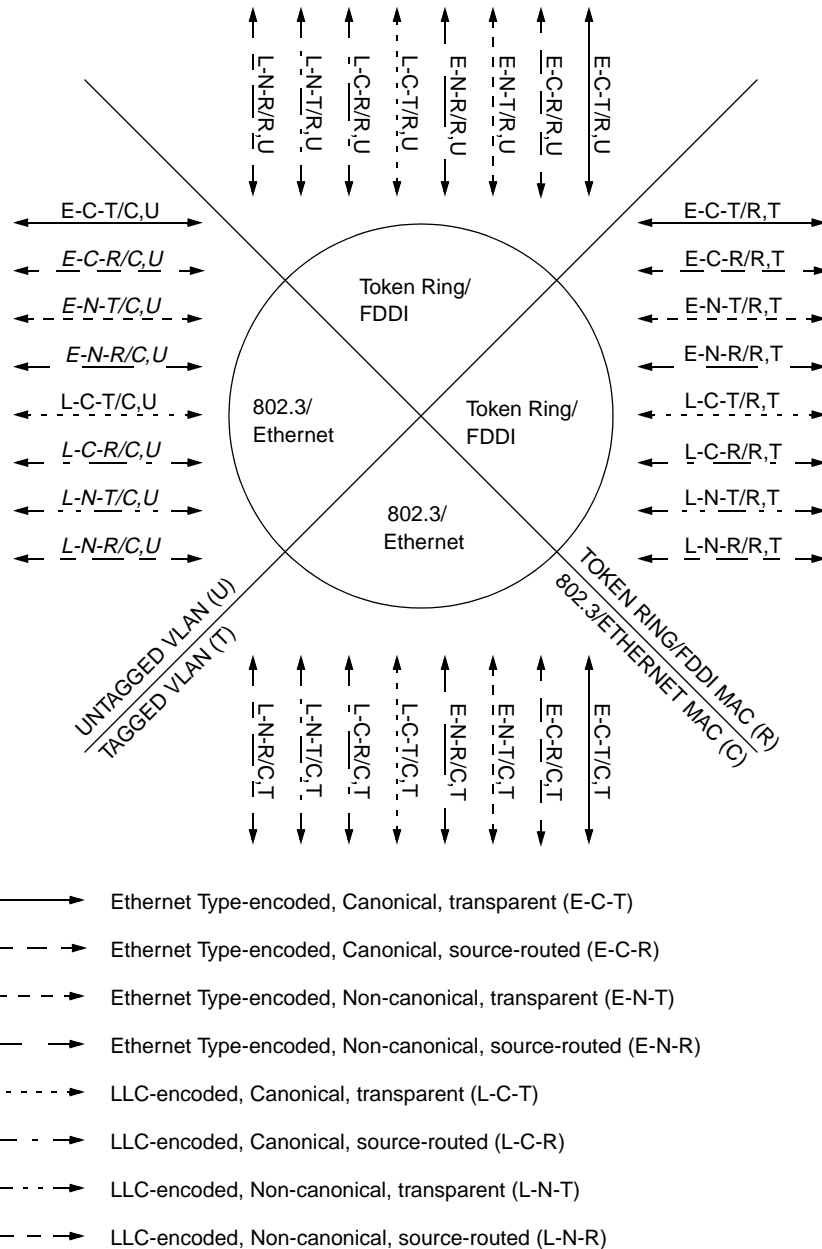 L-N-R/R,U
L-N-T/R,U
L-C-R/R,U
L-C-T/R,U
E-N-R/R,U
E-N-T/R,U
E-C-R/R,U
E-C-T/R,U
E-C-T/C,U
E-C-R/C,U
E-N-T/C,U
E-N-R/C,U
L-C-T/C,U
L-C-R/C,U
L-N-T/C,U
L-N-R/C,U
Token Ring/
FDDI
802.3/
Ethernet
Token Ring/
FDDI
802.3/
Ethernet
E-C-T/R,T
E-C-R/R,T
E-N-T/R,T
E-N-R/R,T
L-C-T/R,T
L-C-R/R,T
L-N-T/R,T
L-N-R/R,T
UNTAGGED VLAN (U)
TAGGED VLAN (T)
TOKEN RING/FDDI MAC (R)
802.3/ETHERNET MAC (C)
L-N-R/C,T
L-N-T/C,T
L-C-R/C,T
L-C-T/C,T
E-N-R/C,T
E-N-T/C,T
E-C-R/C,T
E-C-T/C,T
Ethernet Type-encoded, Canonical, transparent (E-C-T)
Ethernet Type-encoded, Canonical, source-routed (E-C-R)
Ethernet Type-encoded, Non-canonical, transparent (E-N-T)
Ethernet Type-encoded, Non-canonical, source-routed (E-N-R)
LLC-encoded, Canonical, transparent (L-C-T)
LLC-encoded, Canonical, source-routed (L-C-R)
LLC-encoded, Non-canonical, transparent (L-N-T)
LLC-encoded, Non-canonical, source-routed (L-N-R)